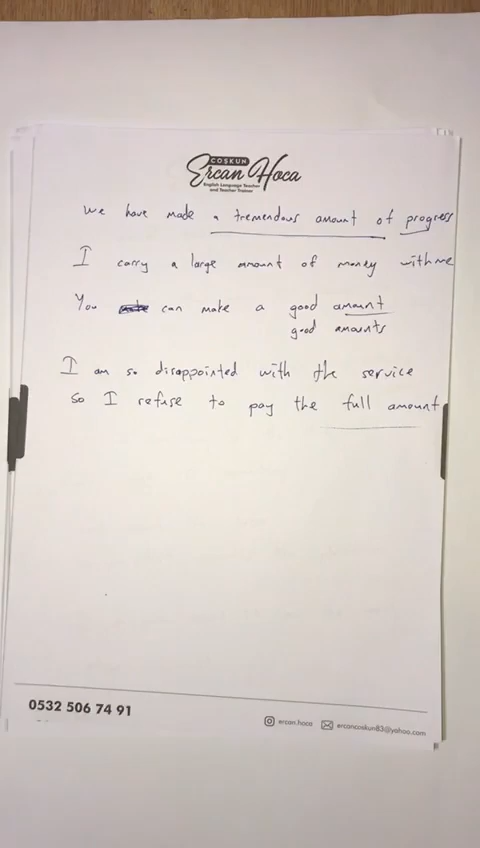 COŞKUN
Ercan Hoca
English Language Teacher
and Teacher Trainer
We have made a tremendous amount of progress
I carry a large amount of money with me
You can make a good amount
good amounts
I am so disappointed with the service
so I refuse to pay the full amount
0532 506 74 91
ercan.hoca
ercancoskun83@yahoo.com